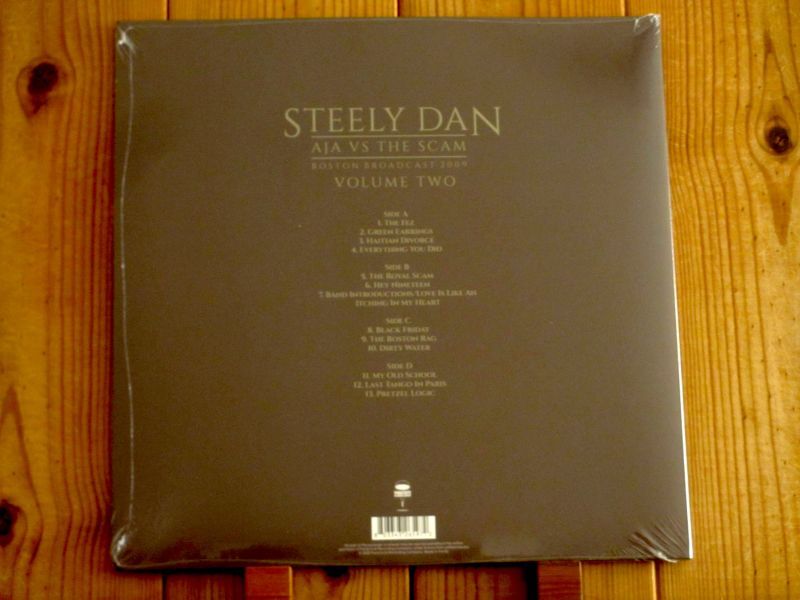 STEELY DAN
AJA VS THE SCAM
BOSTON BROADCAST 2009
VOLUME TWO
SIDE A
1. THE FEZ
2. GREEN EARRINGS
3. HAITIAN DIVORCE
4. EVERYTHING YOU DID
SIDE B
5. THE ROYAL SCAM
6. HEY NINETEEN
7. BAND INTRODUCTIONS/LOVE IS LIKE AN
ITCHING IN MY HEART
SIDE C
8. BLACK FRIDAY
9. THE BOSTON RAG
10. DIRTY WATER
SIDE D
11. MY OLD SCHOOL
12. LAST TANGO IN PARIS
13. PRETZEL LOGIC